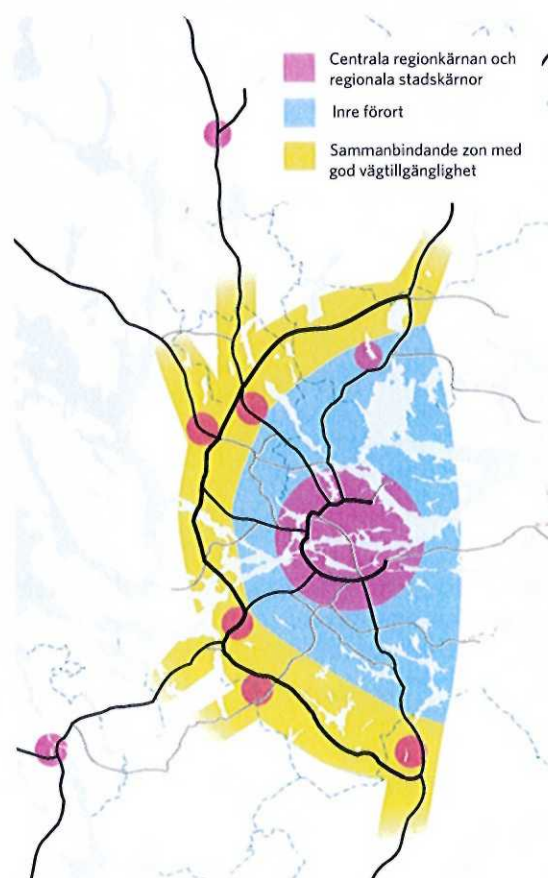 Centrala regionkärnan och
regionala stadskärnor
Inre förort
Sammanbindande zon med
god vägtillgänglighet